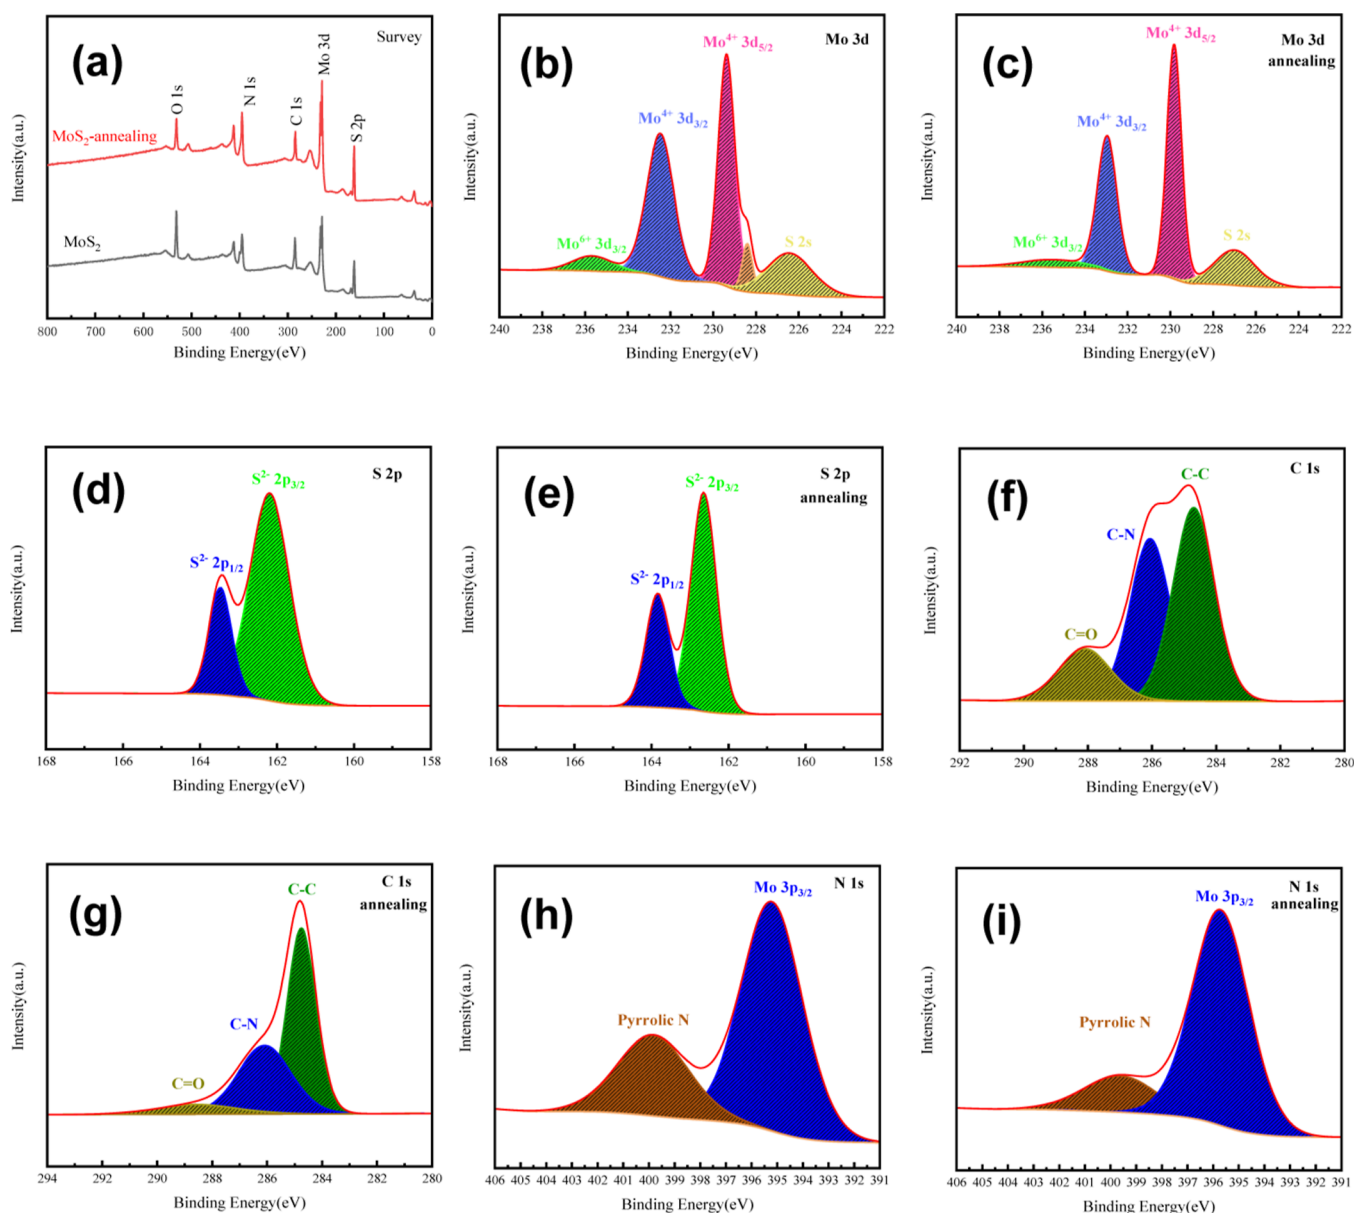 (a)
Survey
O 1s
N 1s
C 1s
Mo 3d
S 2p
MoS₂-annealing
MoS₂
Intensity(a.u.)
800 700 600 500 400 300 200 100 0
Binding Energy(eV)
(b)
Mo 3d
Mo⁴⁺ 3d₅/₂
Mo⁴⁺ 3d₃/₂
Mo⁶⁺ 3d₃/₂
S 2s
Intensity(a.u.)
240 238 236 234 232 230 228 226 224 222
Binding Energy(eV)
(c)
Mo 3d
annealing
Mo⁴⁺ 3d₅/₂
Mo⁴⁺ 3d₃/₂
Mo⁶⁺ 3d₃/₂
S 2s
Intensity(a.u.)
240 238 236 234 232 230 228 226 224 222
Binding Energy(eV)
(d)
S 2p
S²⁻ 2p₃/₂
S²⁻ 2p₁/₂
Intensity(a.u.)
168 166 164 162 160 158
Binding Energy(eV)
(e)
S 2p
annealing
S²⁻ 2p₃/₂
S²⁻ 2p₁/₂
Intensity(a.u.)
168 166 164 162 160 158
Binding Energy(eV)
(f)
C 1s
C-C
C-N
C=O
Intensity(a.u.)
292 290 288 286 284 282 280
Binding Energy(eV)
(g)
C 1s
annealing
C-C
C-N
C=O
Intensity(a.u.)
294 292 290 288 286 284 282 280
Binding Energy(eV)
(h)
N 1s
Mo 3p₃/₂
Pyrrolic N
Intensity(a.u.)
406 405 404 403 402 401 400 399 398 397 396 395 394 393 392 391
Binding Energy(eV)
(i)
N 1s
annealing
Mo 3p₃/₂
Pyrrolic N
Intensity(a.u.)
406 405 404 403 402 401 400 399 398 397 396 395 394 393 392 391
Binding Energy(eV)